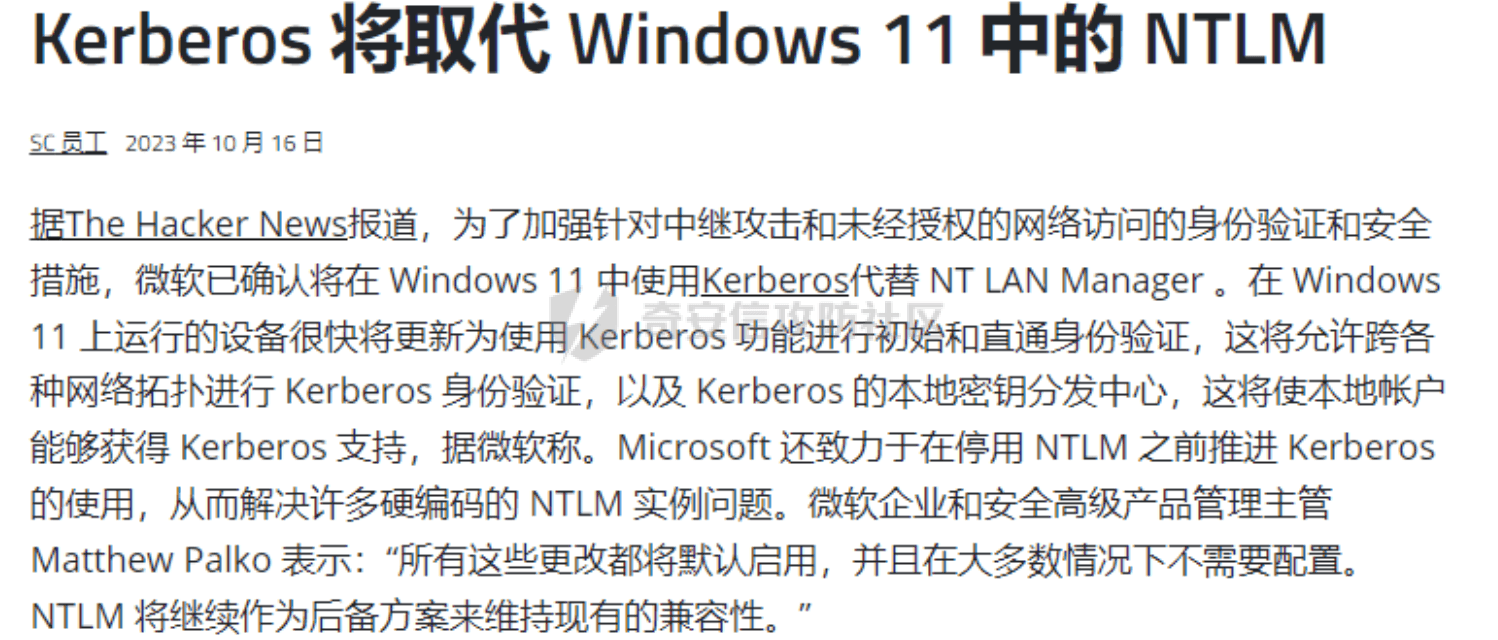 Kerberos 将取代 Windows 11 中的 NTLM
SC 员工 2023 年 10 月 16 日
据The Hacker News报道，为了加强针对中继攻击和未经授权的网络访问的身份验证和安全
措施，微软已确认将在 Windows 11 中使用Kerberos代替 NT LAN Manager 。在 Windows
11 上运行的设备很快将更新为使用 Kerberos 功能进行初始和直通身份验证，这将允许跨各
种网络拓扑进行 Kerberos 身份验证，以及 Kerberos 的本地密钥分发中心，这将使本地帐户
能够获得 Kerberos 支持，据微软称。Microsoft 还致力于在停用 NTLM 之前推进 Kerberos
的使用，从而解决许多硬编码的 NTLM 实例问题。微软企业和安全高级产品管理主管
Matthew Palko 表示：“所有这些更改都将默认启用，并且在大多数情况下不需要配置。
NTLM 将继续作为后备方案来维持现有的兼容性。”
奇安信攻防社区